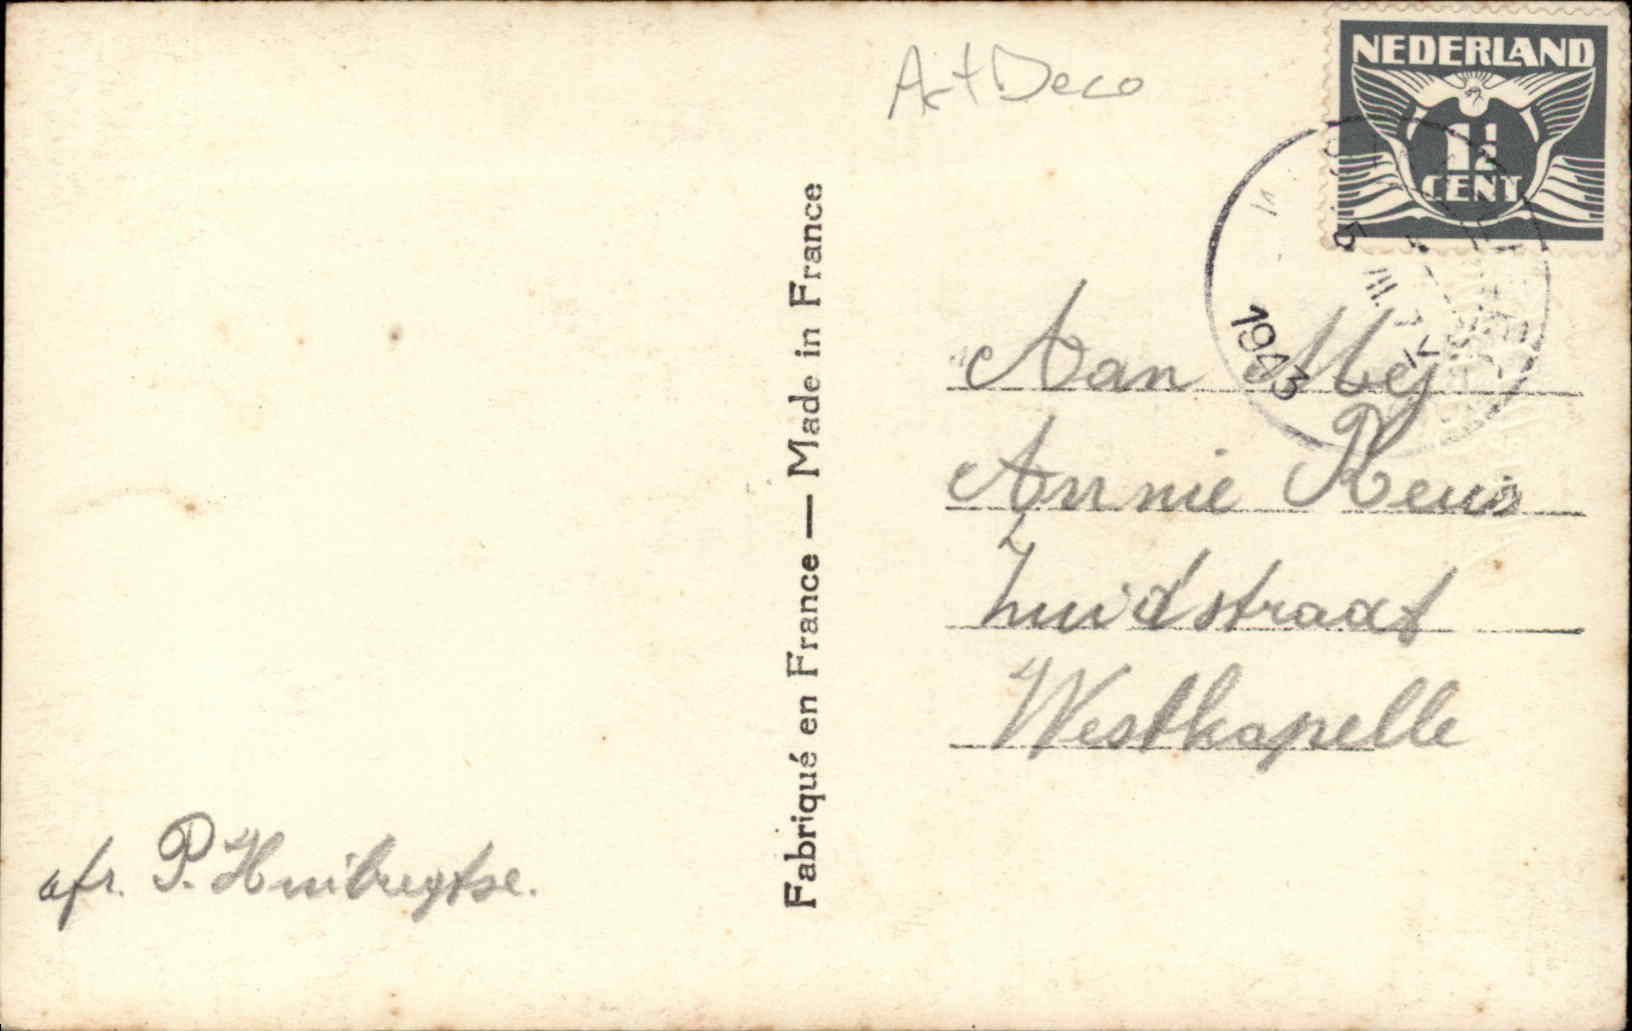 Art Deco
NEDERLAND
1½
CENT
1943
Aan Mej
Annie Reus
Zuidstraat
Westkapelle
Fabriqué en France — Made in France
afr. P. Huibregtse.